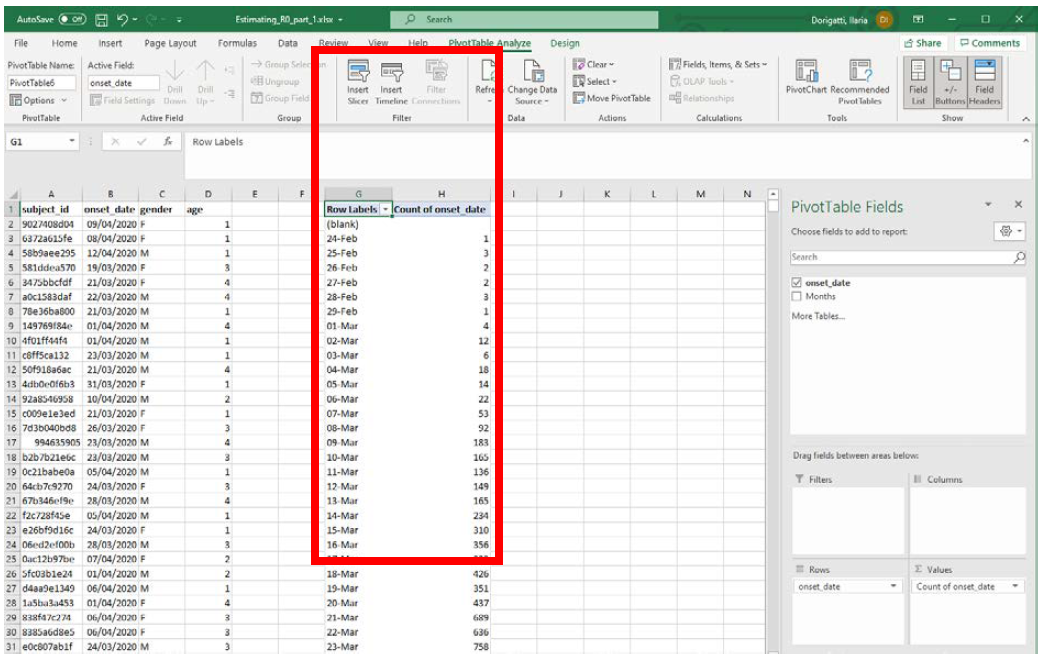 AutoSave Off Estimating_R0_part_1.xlsx Search Dorigatti, Ilaria DI
File Home Insert Page Layout Formulas Data Review View Help PivotTable Analyze Design Share Comments
PivotTable Name: Active Field: Group Selection Clear Fields, Items, & Sets
PivotTable6 onset_date Ungroup Select OLAP Tools
Options Field Settings Drill Down Drill Up Group Field Insert Slicer Insert Timeline Filter Connections Refresh Change Data Source Move PivotTable Relationships PivotChart Recommended PivotTables Field List +/- Buttons Field Headers
PivotTable Active Field Group Filter Data Actions Calculations Tools Show
G1 fx Row Labels
A B C D E F G H I J K L M N
1 subject_id onset_date gender age Row Labels Count of onset_date
2 9027408d04 09/04/2020 F 1 (blank)
3 6372a615fe 08/04/2020 F 1 24-Feb 1
4 58b9aee295 12/04/2020 M 1 25-Feb 3
5 581ddea570 19/03/2020 F 3 26-Feb 2
6 3475bbcfdf 21/03/2020 F 4 27-Feb 2
7 a0c1583daf 22/03/2020 M 4 28-Feb 3
8 78e36ba800 21/03/2020 M 1 29-Feb 1
9 149769f84e 01/04/2020 M 4 01-Mar 4
10 4f01ff44f4 01/04/2020 M 1 02-Mar 12
11 c8ff5ca132 23/03/2020 M 1 03-Mar 6
12 50f918a6ac 21/03/2020 M 4 04-Mar 18
13 4db0e0f6b3 31/03/2020 F 1 05-Mar 14
14 92a8546958 10/04/2020 M 2 06-Mar 22
15 c009e1e3ed 21/03/2020 F 1 07-Mar 53
16 7d3b040bd8 26/03/2020 F 3 08-Mar 92
17 994635905 23/03/2020 M 4 09-Mar 183
18 b2b7b21e6c 23/03/2020 M 3 10-Mar 165
19 0c21babe0a 05/04/2020 M 1 11-Mar 136
20 64cb7c9270 24/03/2020 F 3 12-Mar 149
21 67b346ef9e 28/03/2020 M 4 13-Mar 165
22 f2c728f45e 05/04/2020 M 1 14-Mar 234
23 e26bf9d16c 24/03/2020 F 1 15-Mar 310
24 06ed2ef00b 28/03/2020 M 3 16-Mar 356
25 0ac12b97be 07/04/2020 F 2
26 5fc03b1e24 01/04/2020 M 2 18-Mar 426
27 d4aa9e1349 06/04/2020 M 1 19-Mar 351
28 1a5ba3a453 01/04/2020 F 4 20-Mar 437
29 838f47c274 06/04/2020 F 3 21-Mar 689
30 8385a6d8e5 06/04/2020 F 3 22-Mar 636
31 e0c807ab1f 24/03/2020 M 3 23-Mar 758
PivotTable Fields
Choose fields to add to report:
Search
onset_date
Months
More Tables...
Drag fields between areas below:
Filters Columns
Rows Values
onset_date Count of onset_date